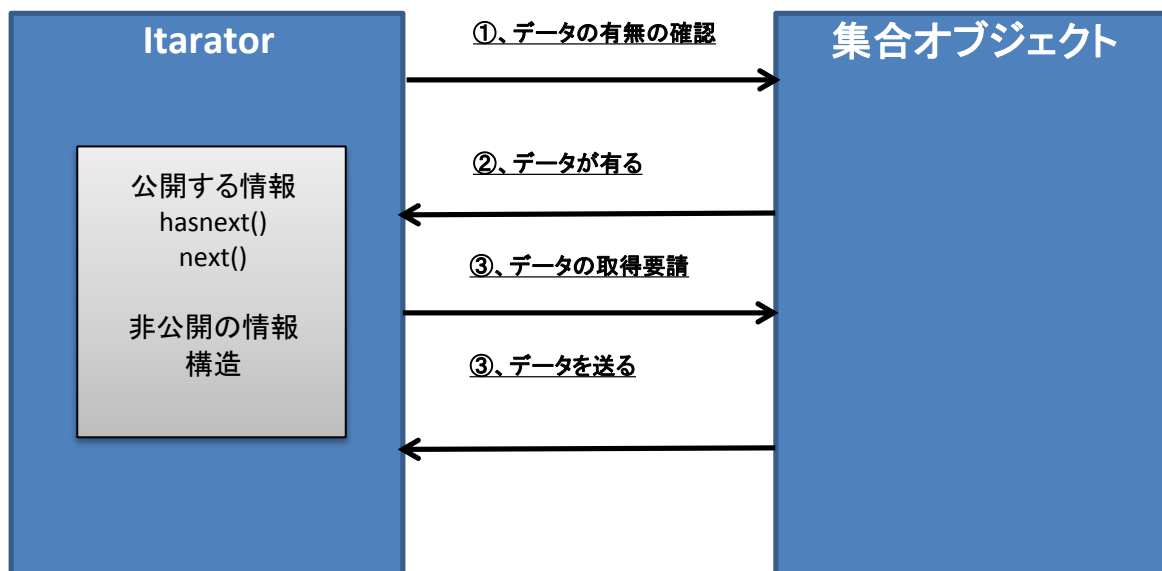 Itarator
公開する情報
hasnext()
next()
非公開の情報
構造
①、データの有無の確認
②、データが有る
③、データの取得要請
③、データを送る
集合オブジェクト